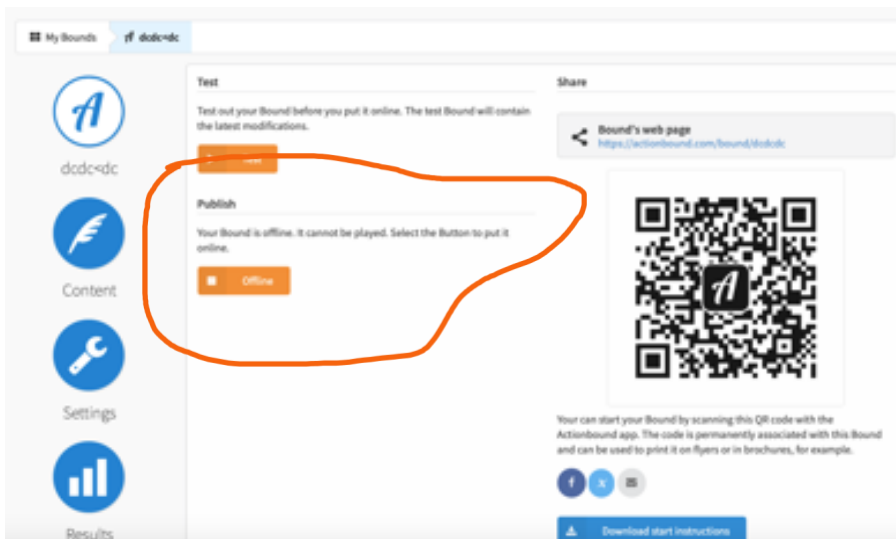 My Bounds dcdc<dc
Test
Test out your Bound before you put it online. The test Bound will contain
the latest modifications.
Test
Publish
Your Bound is offline. It cannot be played. Select the Button to put it
online.
Offline
dcdc<dc
Content
Settings
Results
Share
Bound's web page
https://actionbound.com/bound/dcdcdc
Your can start your Bound by scanning this QR code with the
Actionbound app. The code is permanently associated with this Bound
and can be used to print it on flyers or in brochures, for example.
Download start instructions